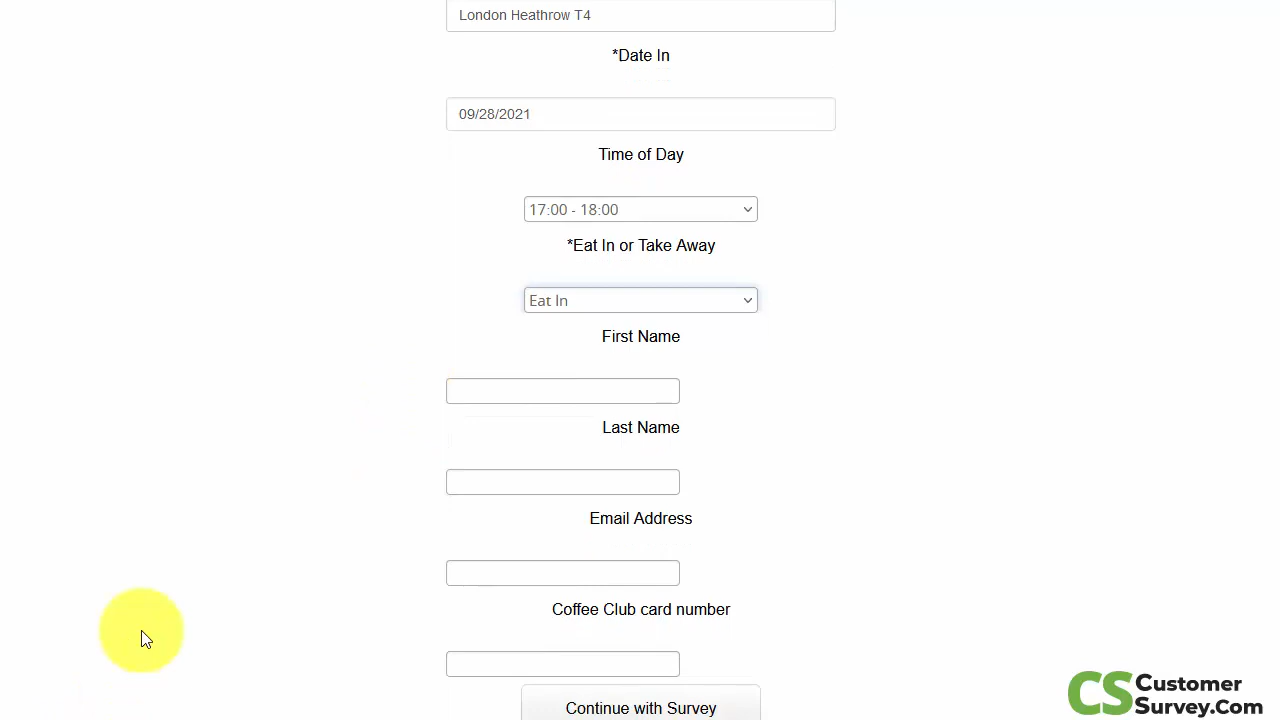 London Heathrow T4
*Date In
09/28/2021
Time of Day
17:00 - 18:00
*Eat In or Take Away
Eat In
First Name
Last Name
Email Address
Coffee Club card number
Continue with Survey
CS Customer
Survey.Com